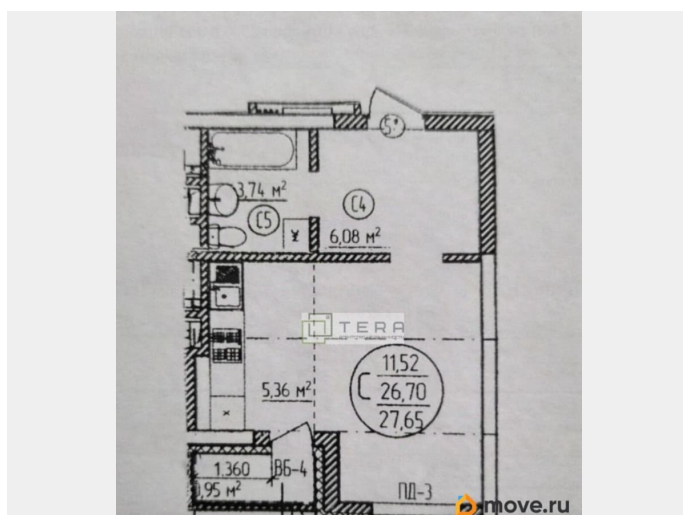 5*
3,74 м²
С5
С4
6,08 м²
TERA
11,52
С 26,70
27,65
5,36 м²
1,360
ВБ-4
0,95 м²
ПД-3
move.ru